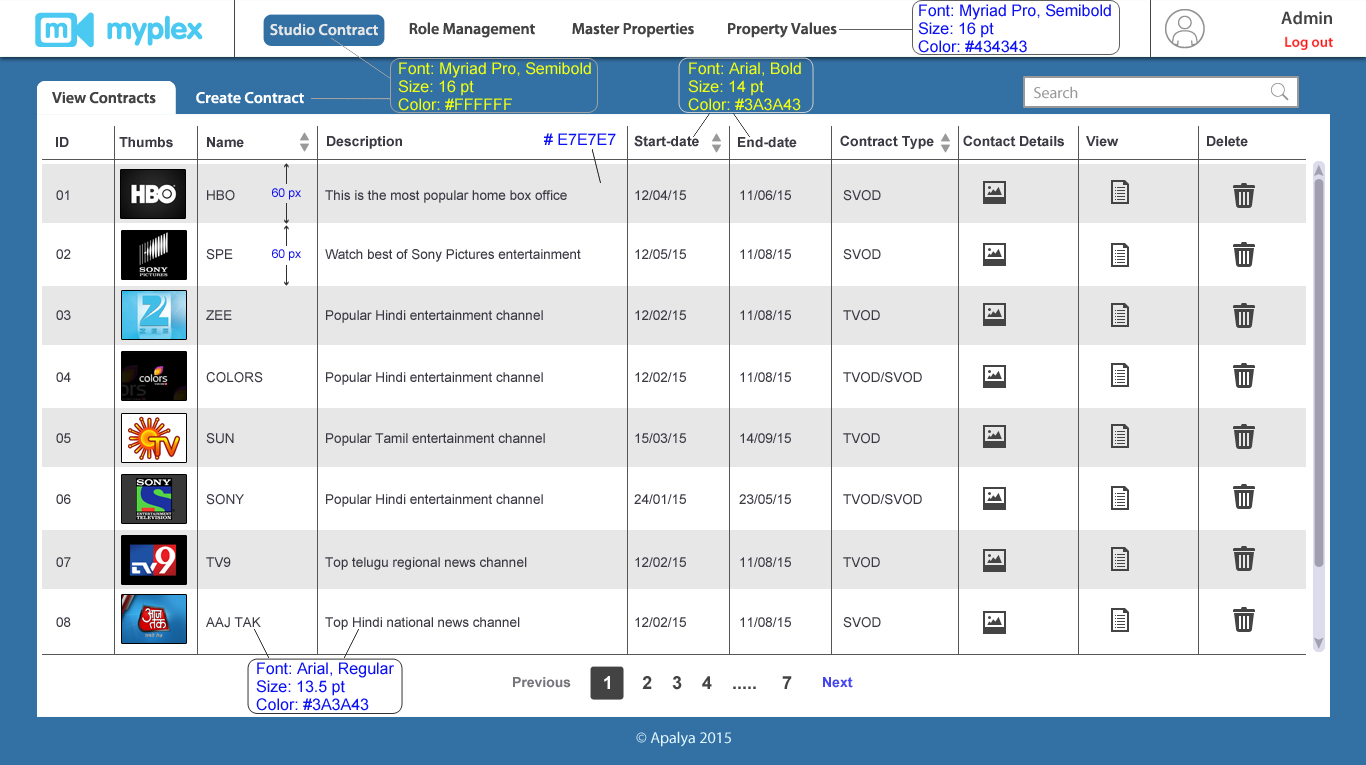 myplex
Studio Contract
Role Management
Master Properties
Property Values
Font: Myriad Pro, Semibold
Size: 16 pt
Color: #434343
Admin
Log out
Font: Myriad Pro, Semibold
Size: 16 pt
Color: #FFFFFF
Font: Arial, Bold
Size: 14 pt
Color: #3A3A43
View Contracts
Create Contract
Search
ID Thumbs Name Description # E7E7E7 Start-date End-date Contract Type Contact Details View Delete
01 HBO HBO 60 px This is the most popular home box office 12/04/15 11/06/15 SVOD
02 SONY PICTURES SPE 60 px Watch best of Sony Pictures entertainment 12/05/15 11/08/15 SVOD
03 Z ZEE ZEE Popular Hindi entertainment channel 12/02/15 11/08/15 TVOD
04 colors COLORS Popular Hindi entertainment channel 12/02/15 11/08/15 TVOD/SVOD
05 TV SUN Popular Tamil entertainment channel 15/03/15 14/09/15 TVOD
06 SONY ENTERTAINMENT TELEVISION SONY Popular Hindi entertainment channel 24/01/15 23/05/15 TVOD/SVOD
07 TV9 TV9 Top telugu regional news channel 12/02/15 11/08/15 TVOD
08 आज तक AAJ TAK Top Hindi national news channel 12/02/15 11/08/15 SVOD
Font: Arial, Regular
Size: 13.5 pt
Color: #3A3A43
Previous 1 2 3 4 ..... 7 Next
© Apalya 2015